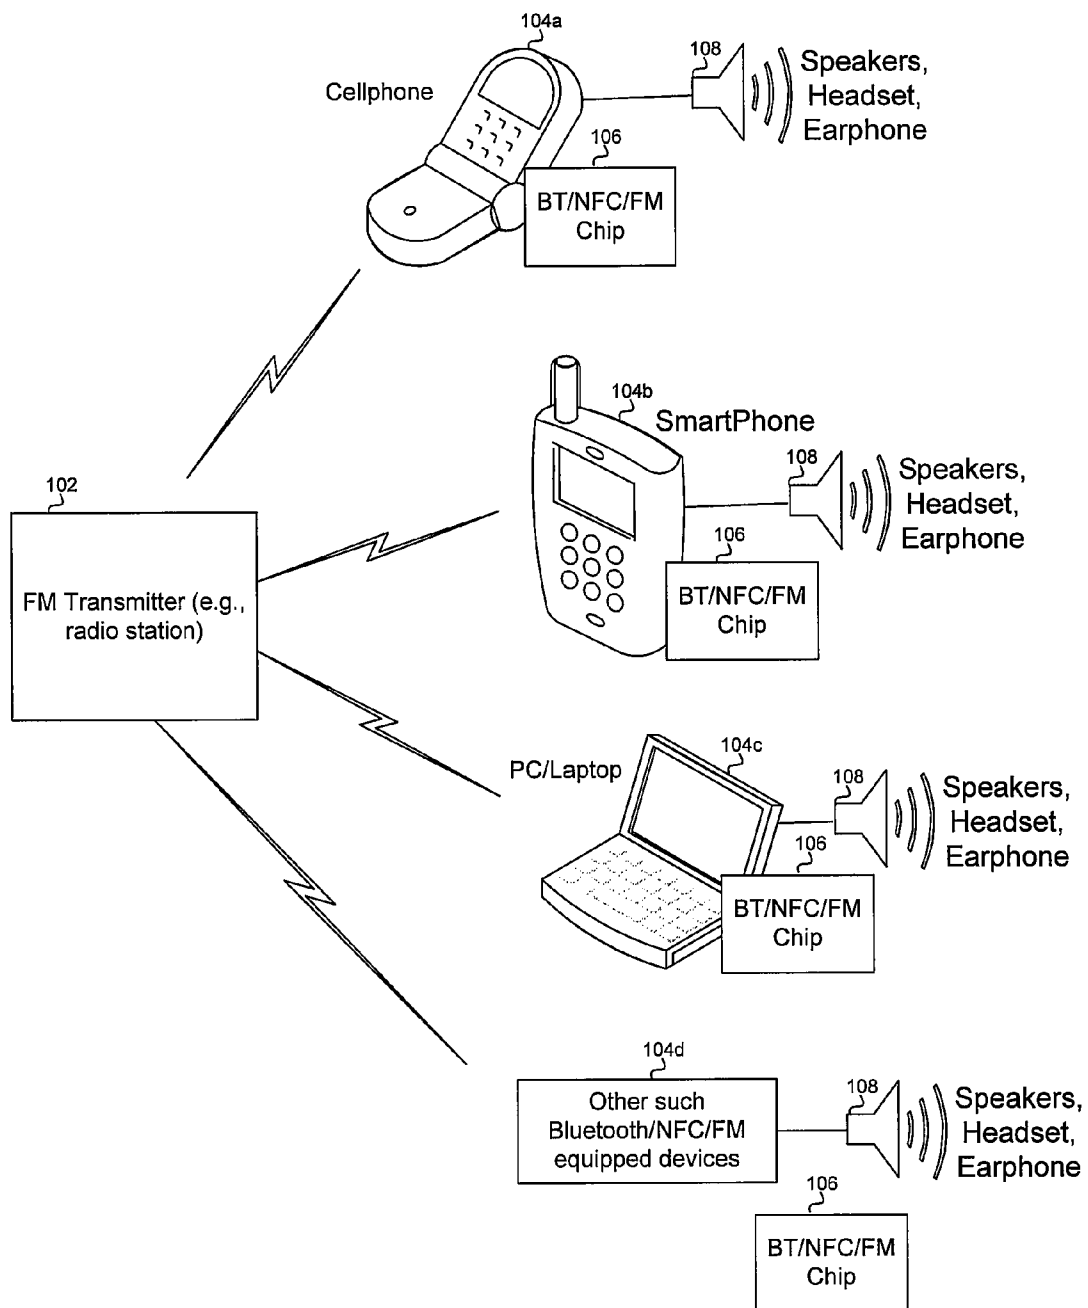 104a
Cellphone
108
Speakers,
Headset,
Earphone
106
BT/NFC/FM
Chip
104b
SmartPhone
108
Speakers,
Headset,
Earphone
106
BT/NFC/FM
Chip
102
FM Transmitter (e.g.,
radio station)
104c
PC/Laptop
108
Speakers,
Headset,
Earphone
106
BT/NFC/FM
Chip
104d
Other such
Bluetooth/NFC/FM
equipped devices
108
Speakers,
Headset,
Earphone
106
BT/NFC/FM
Chip